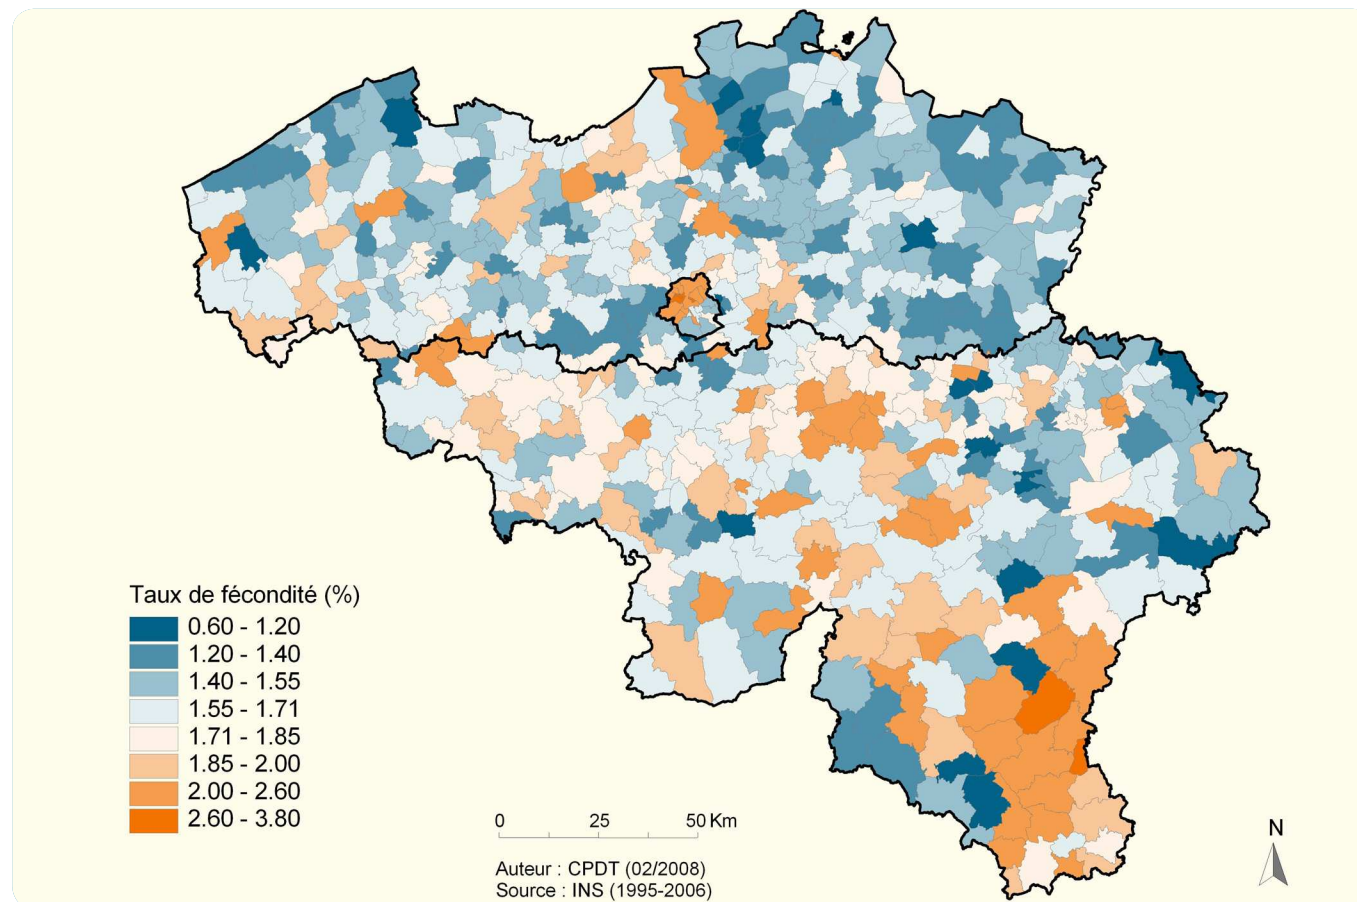 Taux de fécondité (%)
0.60 - 1.20
1.20 - 1.40
1.40 - 1.55
1.55 - 1.71
1.71 - 1.85
1.85 - 2.00
2.00 - 2.60
2.60 - 3.80
0 25 50 Km
Auteur : CPDT (02/2008)
Source : INS (1995-2006)
N